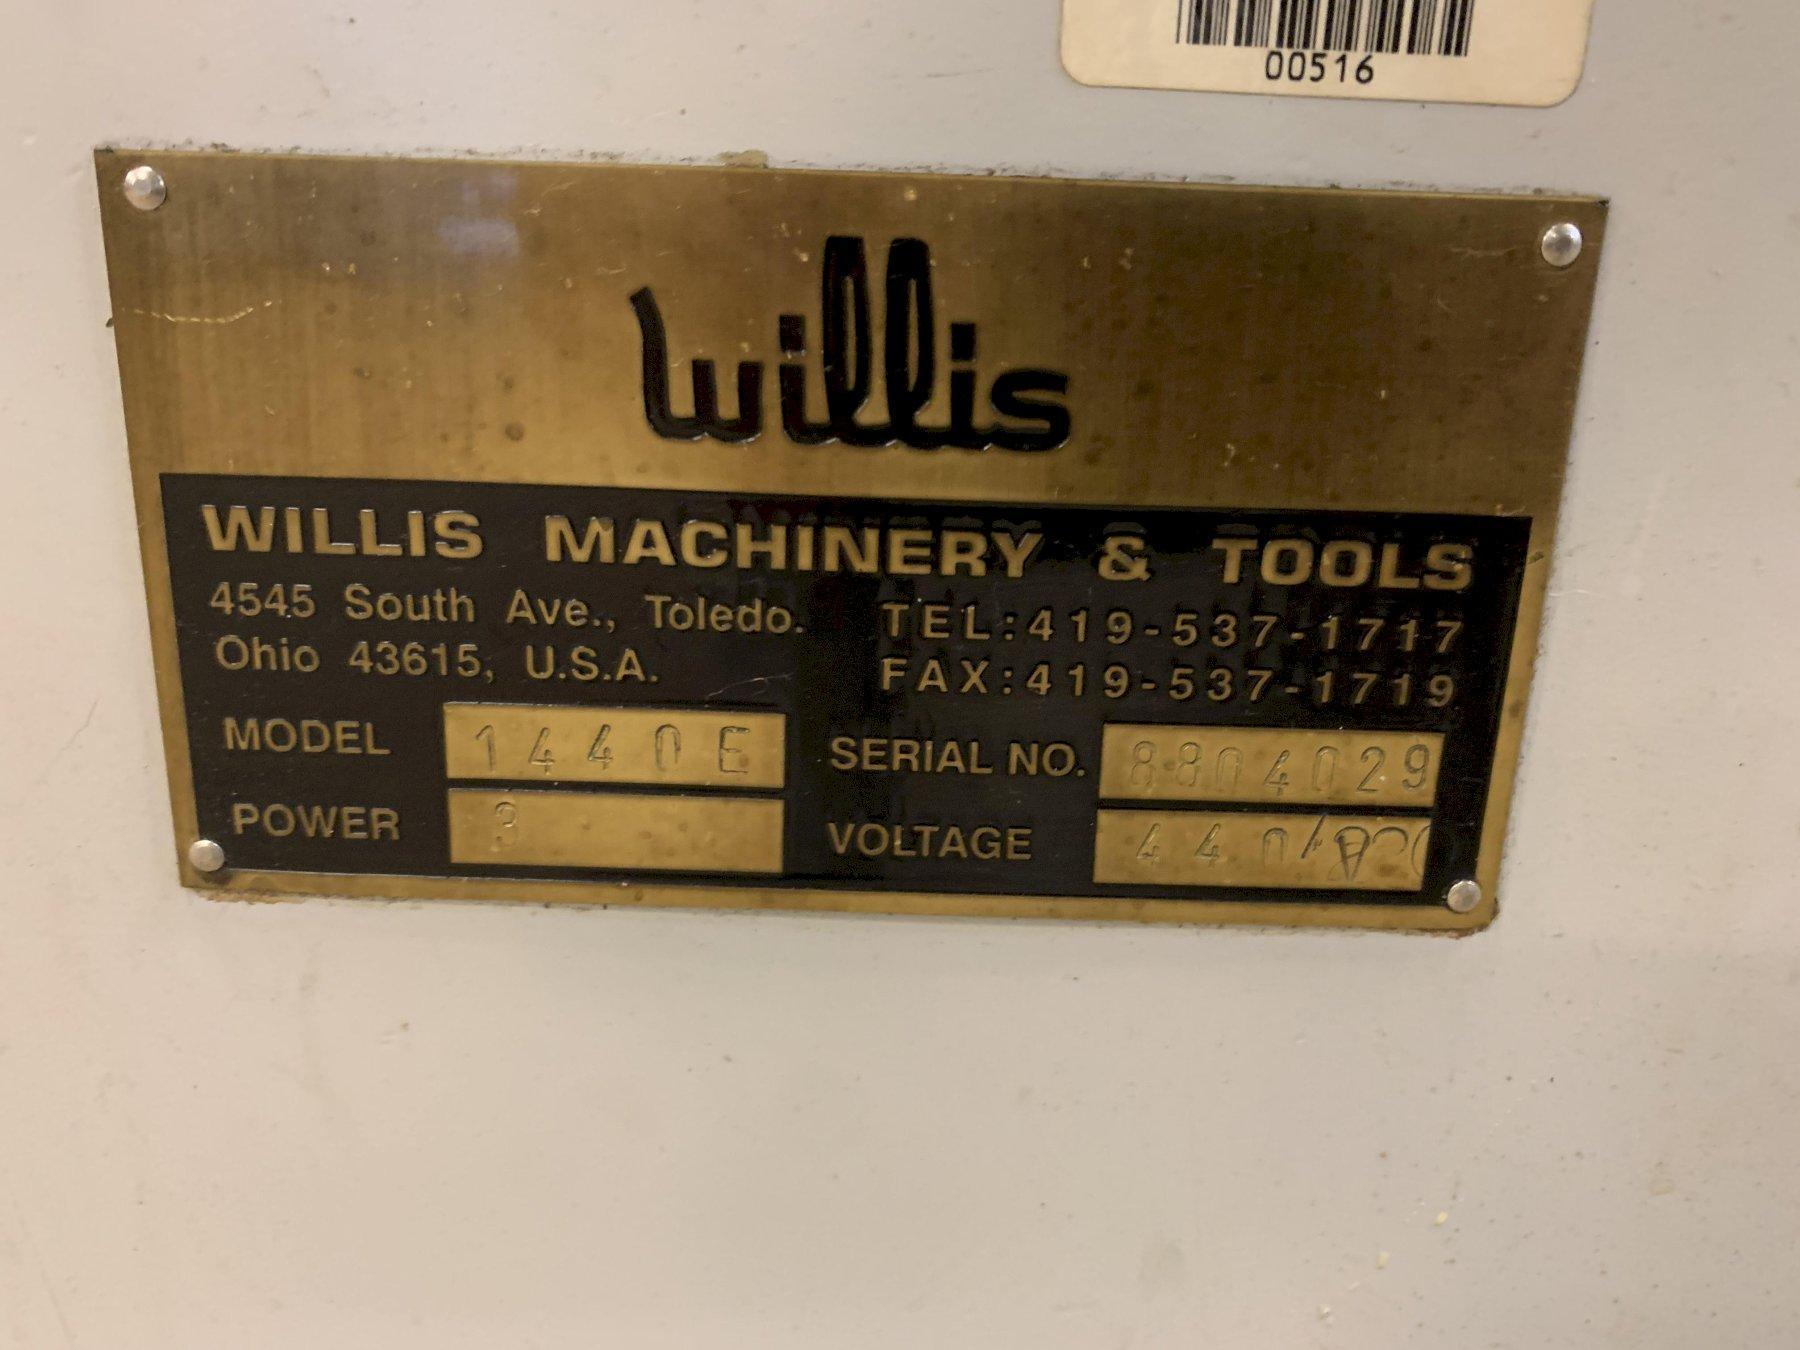 00516
Willis
WILLIS MACHINERY & TOOLS
4545 South Ave., Toledo. TEL:419-537-1717
Ohio 43615, U.S.A. FAX:419-537-1719
MODEL 1440E SERIAL NO. 8804029
POWER 3 VOLTAGE